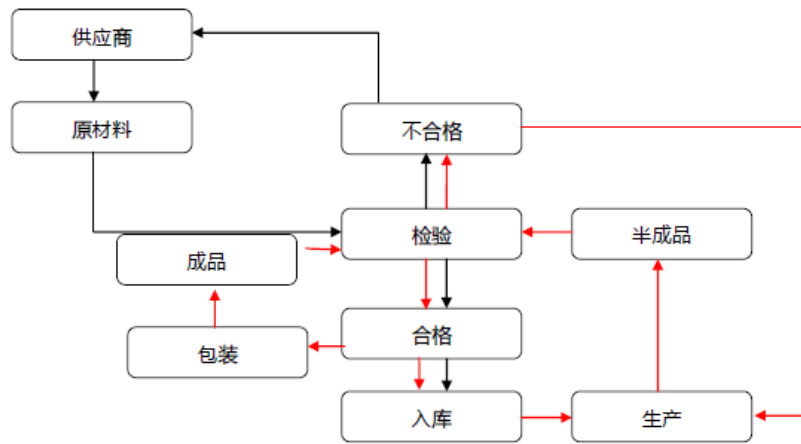 供应商
原材料
不合格
检验
半成品
成品
合格
包装
入库
生产